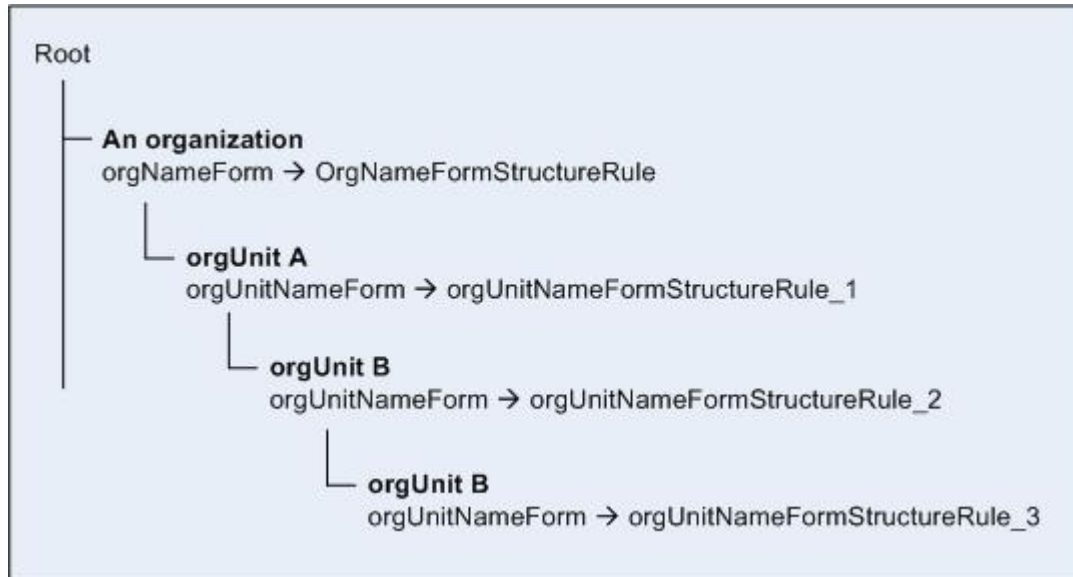 Root
An organization
orgNameForm → OrgNameFormStructureRule
orgUnit A
orgUnitNameForm → orgUnitNameFormStructureRule_1
orgUnit B
orgUnitNameForm → orgUnitNameFormStructureRule_2
orgUnit B
orgUnitNameForm → orgUnitNameFormStructureRule_3